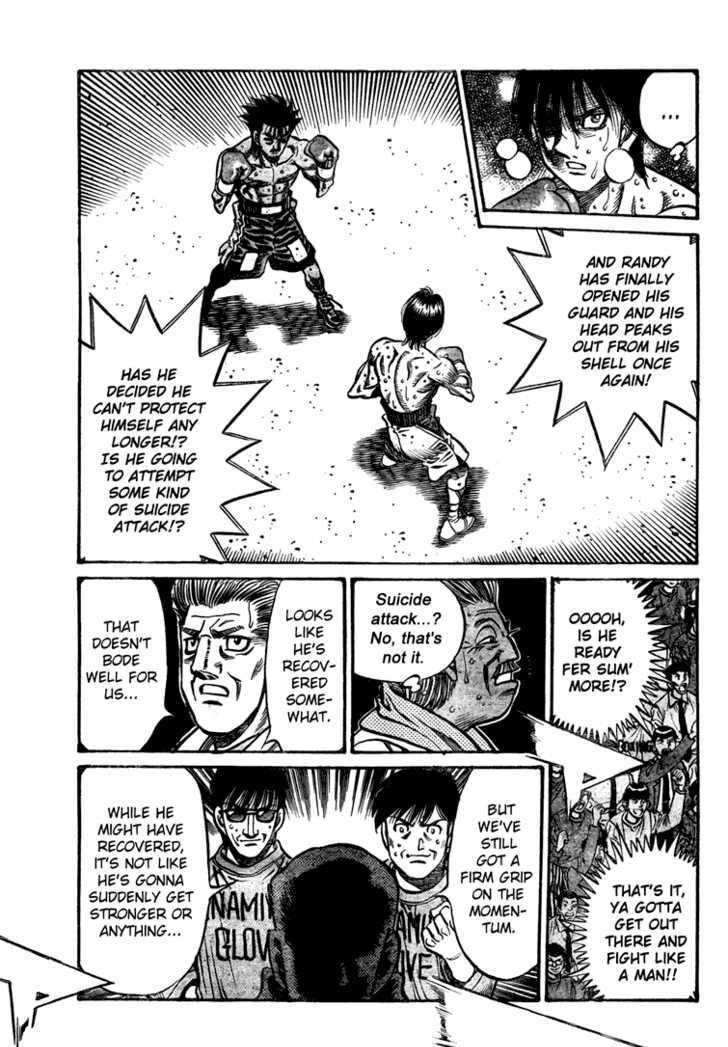 ...
AND RANDY
HAS FINALLY
OPENED HIS
GUARD AND HIS
HEAD PEAKS
OUT FROM HIS
SHELL ONCE
AGAIN!
HAS HE
DECIDED HE
CAN'T PROTECT
HIMSELF ANY
LONGER!?
IS HE GOING
TO ATTEMPT
SOME KIND
OF SUICIDE
ATTACK!?
OOOOH,
IS HE
READY
FER SUM'
MORE!?
THAT'S IT,
YA GOTTA
GET OUT
THERE AND
FIGHT LIKE
A MAN!!
Suicide
attack...?
No, that's
not it.
LOOKS
LIKE
HE'S
RECOV-
ERED
SOME-
WHAT.
THAT
DOESN'T
BODE
WELL FOR
US...
BUT
WE'VE
STILL
GOT A
FIRM GRIP
ON THE
MOMEN-
TUM.
WHILE HE
MIGHT HAVE
RECOVERED,
IT'S NOT LIKE
HE'S GONNA
SUDDENLY GET
STRONGER OR
ANYTHING...
NAMI
GLOV